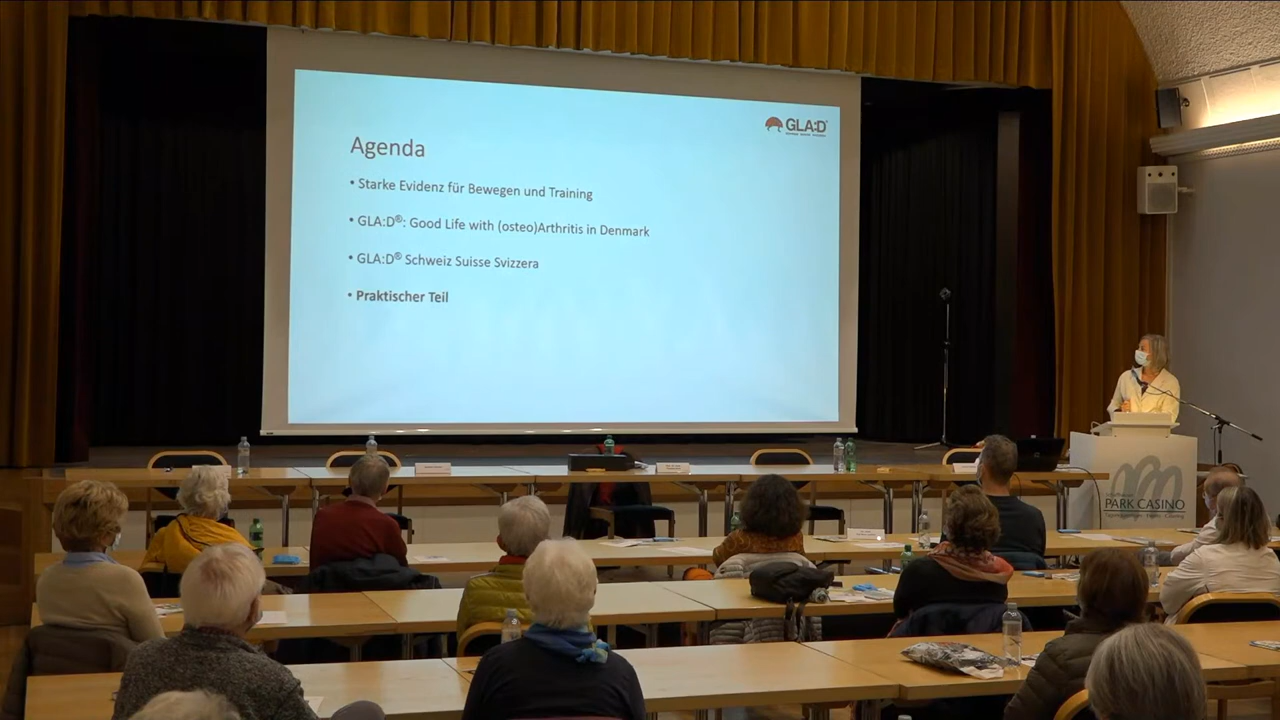 GLA:D®
Agenda
• Starke Evidenz für Bewegen und Training
• GLA:D®: Good Life with (osteo)Arthritis in Denmark
• GLA:D® Schweiz Suisse Svizzera
• Praktischer Teil
PARK CASINO